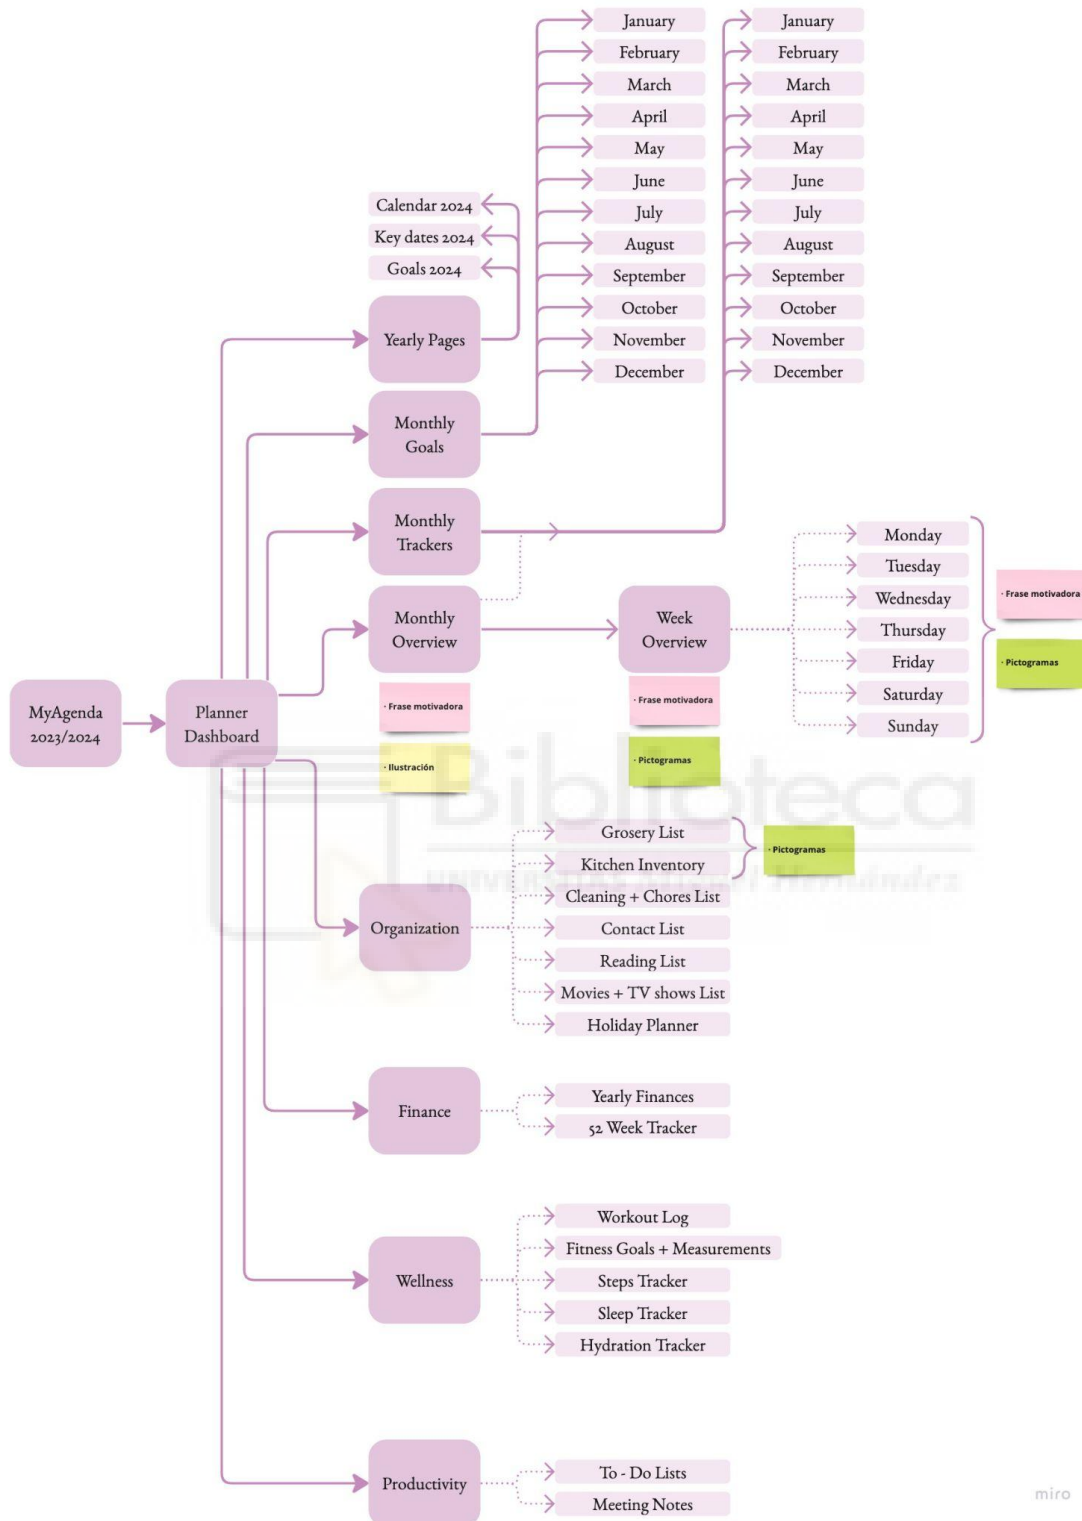 January
February
March
April
May
June
July
August
September
October
November
December
January
February
March
April
May
June
July
August
September
October
November
December
Calendar 2024
Key dates 2024
Goals 2024
Yearly Pages
Monthly
Goals
Monthly
Trackers
Monthly
Overview
· Frase motivadora
· Ilustración
Week
Overview
· Frase motivadora
· Pictogramas
Monday
Tuesday
Wednesday
Thursday
Friday
Saturday
Sunday
· Frase motivadora
· Pictogramas
MyAgenda
2023/2024
Planner
Dashboard
Biblioteca
UNIVERSITAS Miguel Hernández
Organization
Grosery List
Kitchen Inventory
Cleaning + Chores List
Contact List
Reading List
Movies + TV shows List
Holiday Planner
· Pictogramas
Finance
Yearly Finances
52 Week Tracker
Wellness
Workout Log
Fitness Goals + Measurements
Steps Tracker
Sleep Tracker
Hydration Tracker
Productivity
To - Do Lists
Meeting Notes
miro